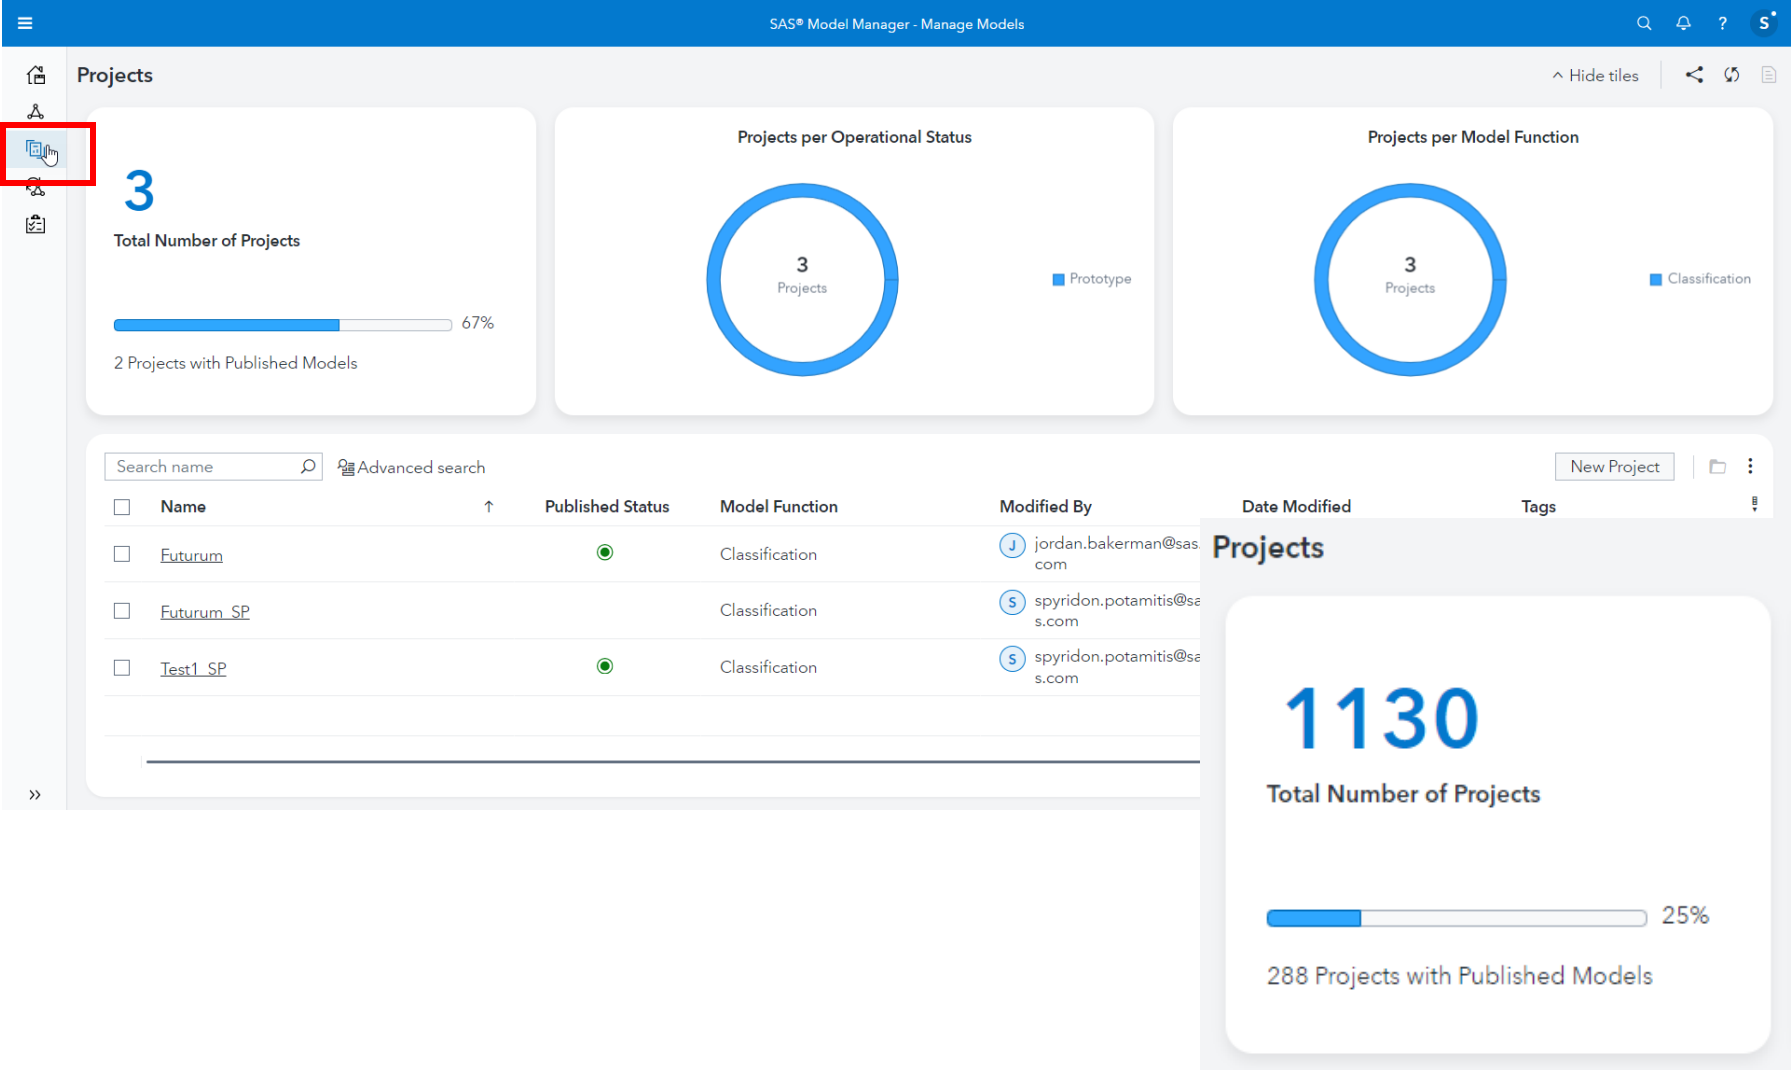 SAS® Model Manager - Manage Models
?
S
Projects
Hide tiles
3
Total Number of Projects
67%
2 Projects with Published Models
Projects per Operational Status
3
Projects
Prototype
Projects per Model Function
3
Projects
Classification
Search name
Advanced search
New Project
Name
Published Status
Model Function
Modified By
Date Modified
Tags
Futurum
Classification
J
jordan.bakerman@sas.
com
Futurum_SP
Classification
S
spyridon.potamitis@sa
s.com
Test1_SP
Classification
S
spyridon.potamitis@sa
s.com
Projects
1130
Total Number of Projects
25%
288 Projects with Published Models